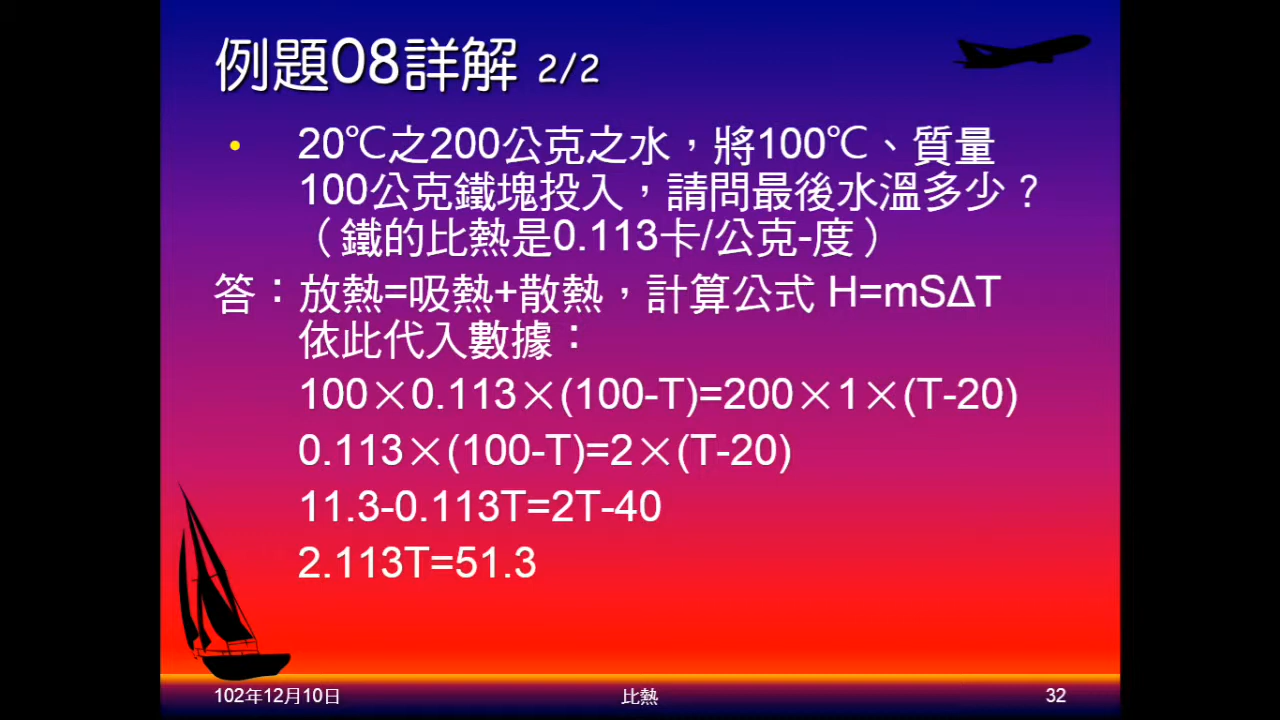 例題08詳解 2/2
• 20℃之200公克之水，將100℃、質量
100公克鐵塊投入，請問最後水溫多少？
（鐵的比熱是0.113卡/公克-度）
答：放熱=吸熱+散熱，計算公式 H=mSΔT
依此代入數據：
100×0.113×(100-T)=200×1×(T-20)
0.113×(100-T)=2×(T-20)
11.3-0.113T=2T-40
2.113T=51.3
102年12月10日 比熱 32